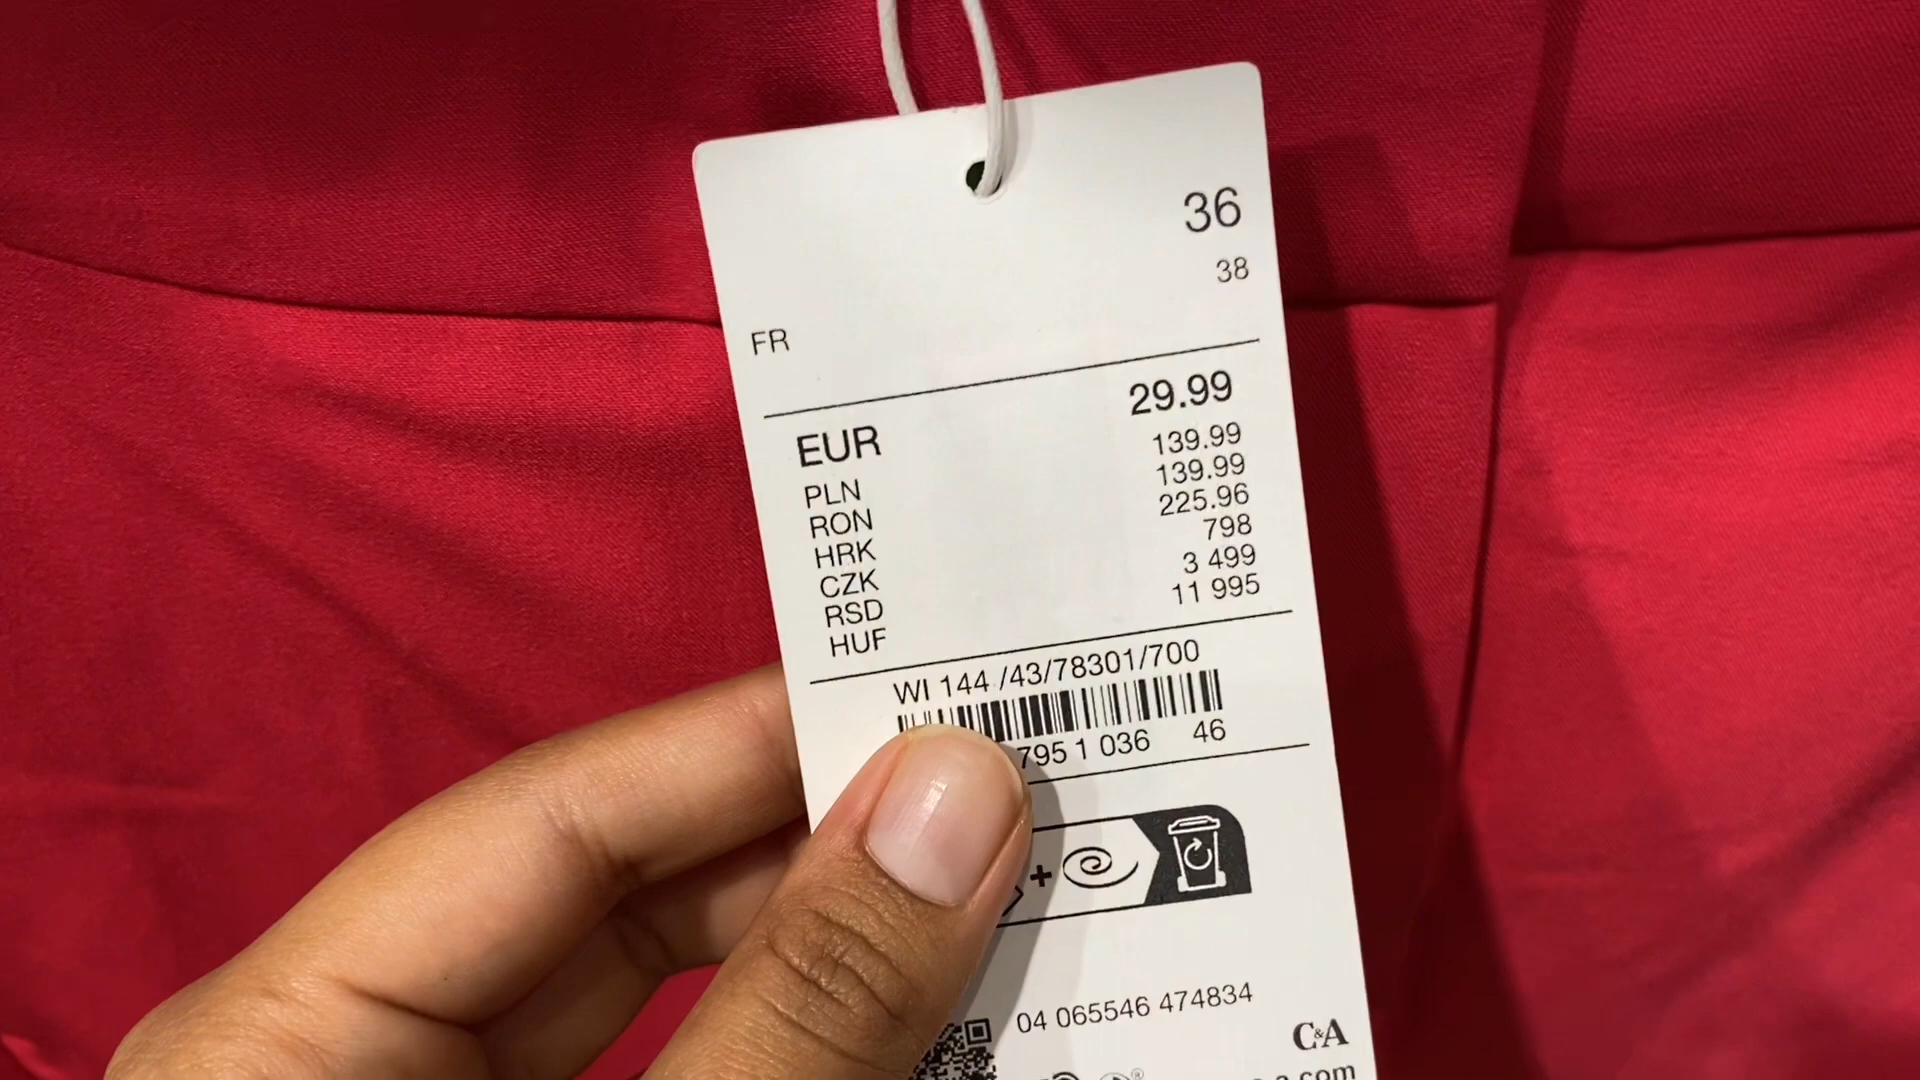 36
FR 38
EUR 29.99
PLN 139.99
RON 139.99
HRK 225.96
CZK 798
RSD 3 499
HUF 11 995
WI 144 /43/78301/700
795 1 036 46
+
04 065546 474834
C&A
.com